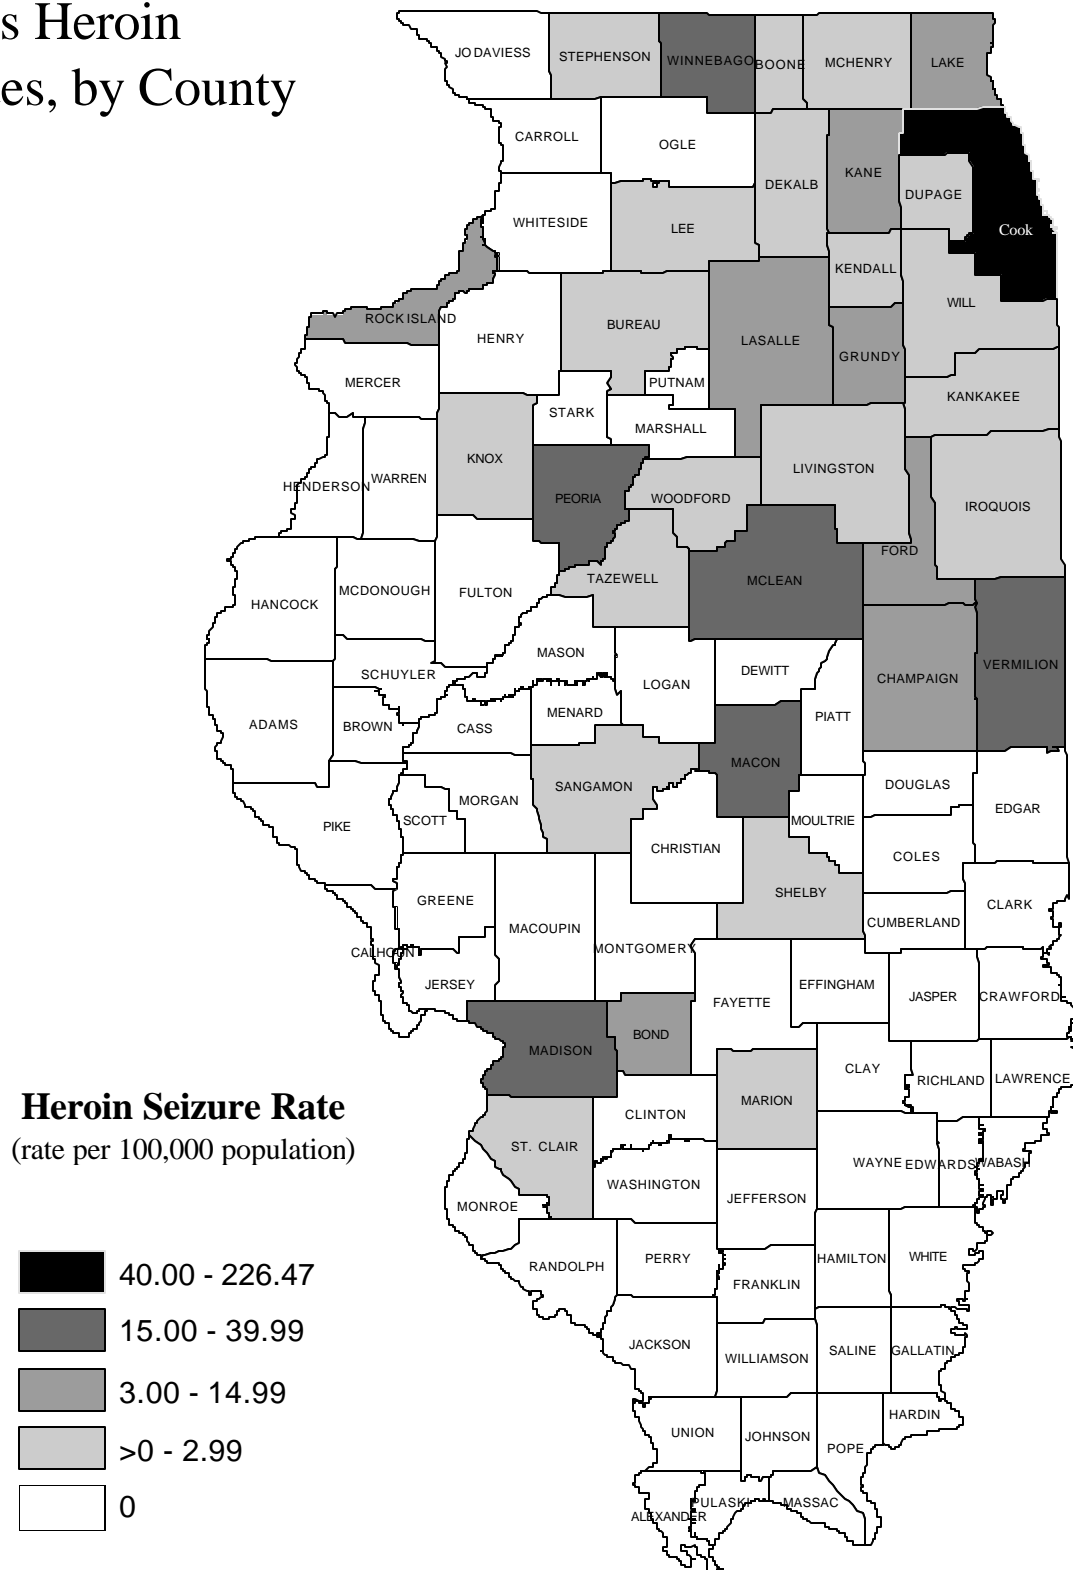 s Heroin
es, by County
JO DAVIESS
STEPHENSON
WINNEBAGO
BOONE
MCHENRY
LAKE
CARROLL
OGLE
DEKALB
KANE
DUPAGE
Cook
WHITESIDE
LEE
KENDALL
WILL
ROCK ISLAND
HENRY
BUREAU
LASALLE
GRUNDY
MERCER
PUTNAM
KANKAKEE
STARK
MARSHALL
KNOX
LIVINGSTON
HENDERSON
WARREN
PEORIA
WOODFORD
IROQUOIS
FORD
HANCOCK
MCDONOUGH
FULTON
TAZEWELL
MCLEAN
MASON
SCHUYLER
LOGAN
DEWITT
VERMILION
CHAMPAIGN
ADAMS
BROWN
CASS
MENARD
PIATT
MACON
SANGAMON
DOUGLAS
MORGAN
EDGAR
PIKE
SCOTT
MOULTRIE
CHRISTIAN
COLES
SHELBY
GREENE
CLARK
CUMBERLAND
MACOUPIN
CALHOUN
MONTGOMERY
JERSEY
FAYETTE
EFFINGHAM
JASPER
CRAWFORD
MADISON
BOND
CLAY
RICHLAND
LAWRENCE
MARION
CLINTON
ST. CLAIR
WAYNE
EDWARDS
WABASH
WASHINGTON
JEFFERSON
MONROE
RANDOLPH
PERRY
HAMILTON
WHITE
FRANKLIN
JACKSON
WILLIAMSON
SALINE
GALLATIN
HARDIN
UNION
JOHNSON
POPE
ALEXANDER
PULASKI
MASSAC
Heroin Seizure Rate
(rate per 100,000 population)
40.00 - 226.47
15.00 - 39.99
3.00 - 14.99
>0 - 2.99
0